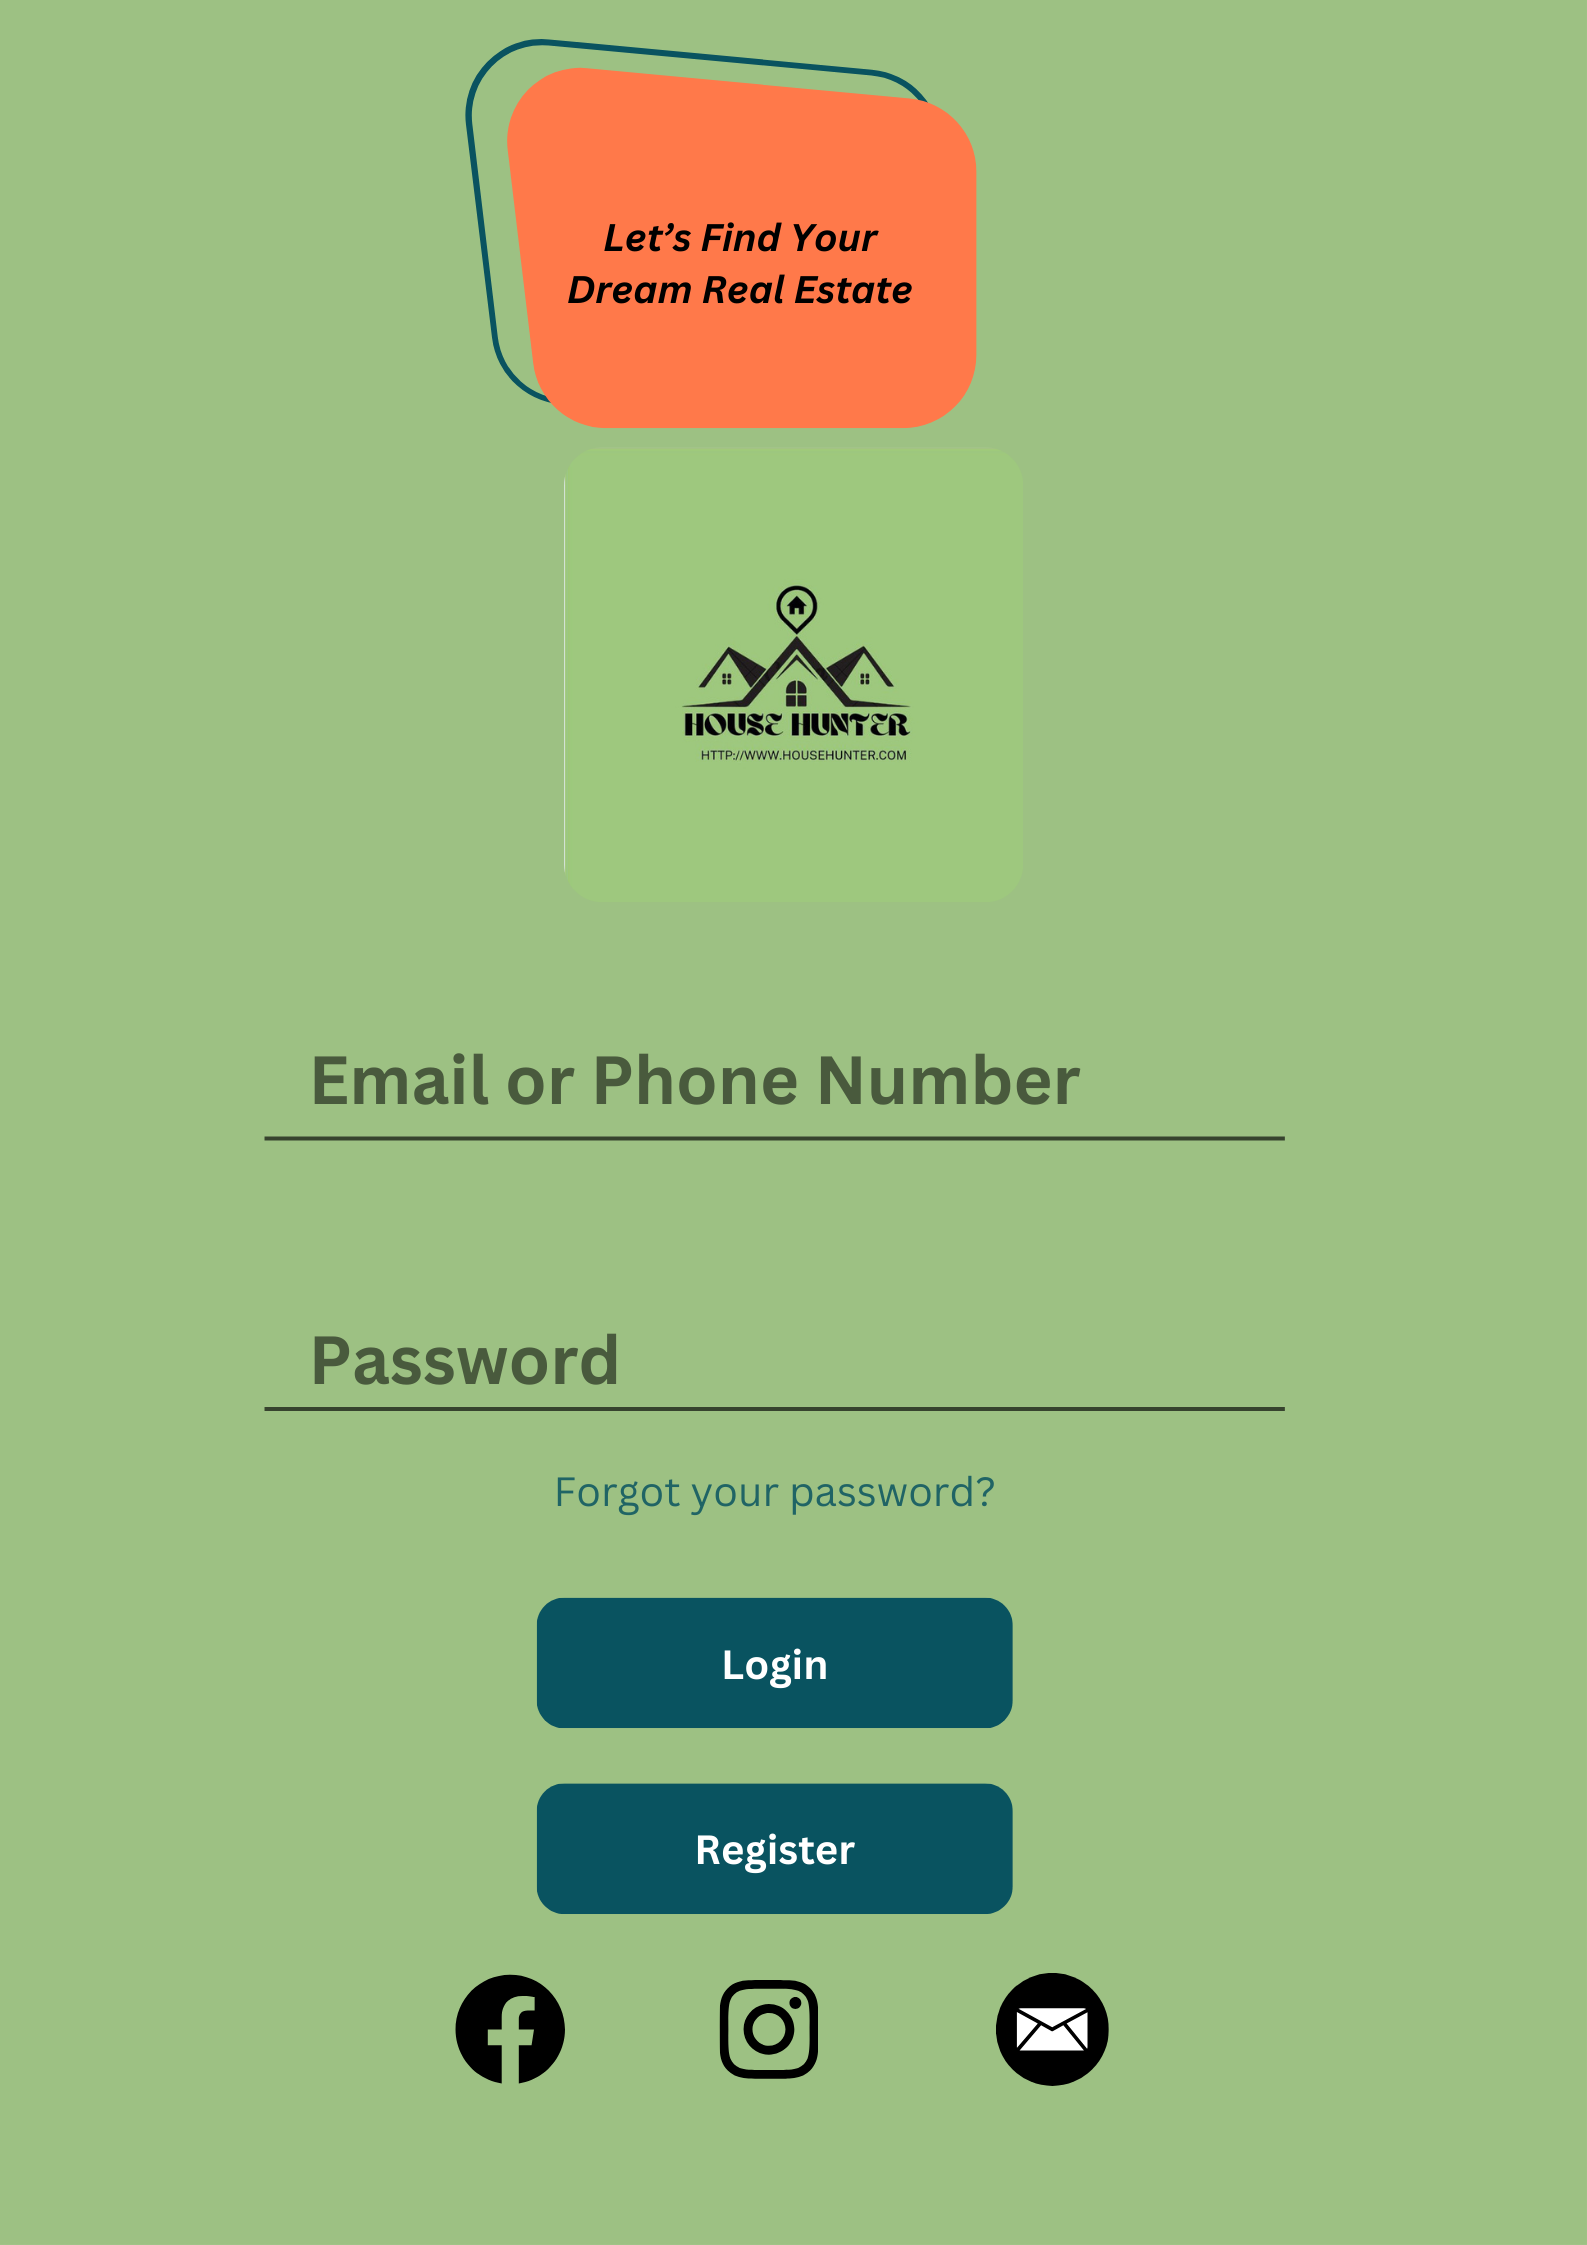 Let’s Find Your
Dream Real Estate
HOUSE HUNTER
HTTP://WWW.HOUSEHUNTER.COM
Email or Phone Number
Password
Forgot your password?
Login
Register